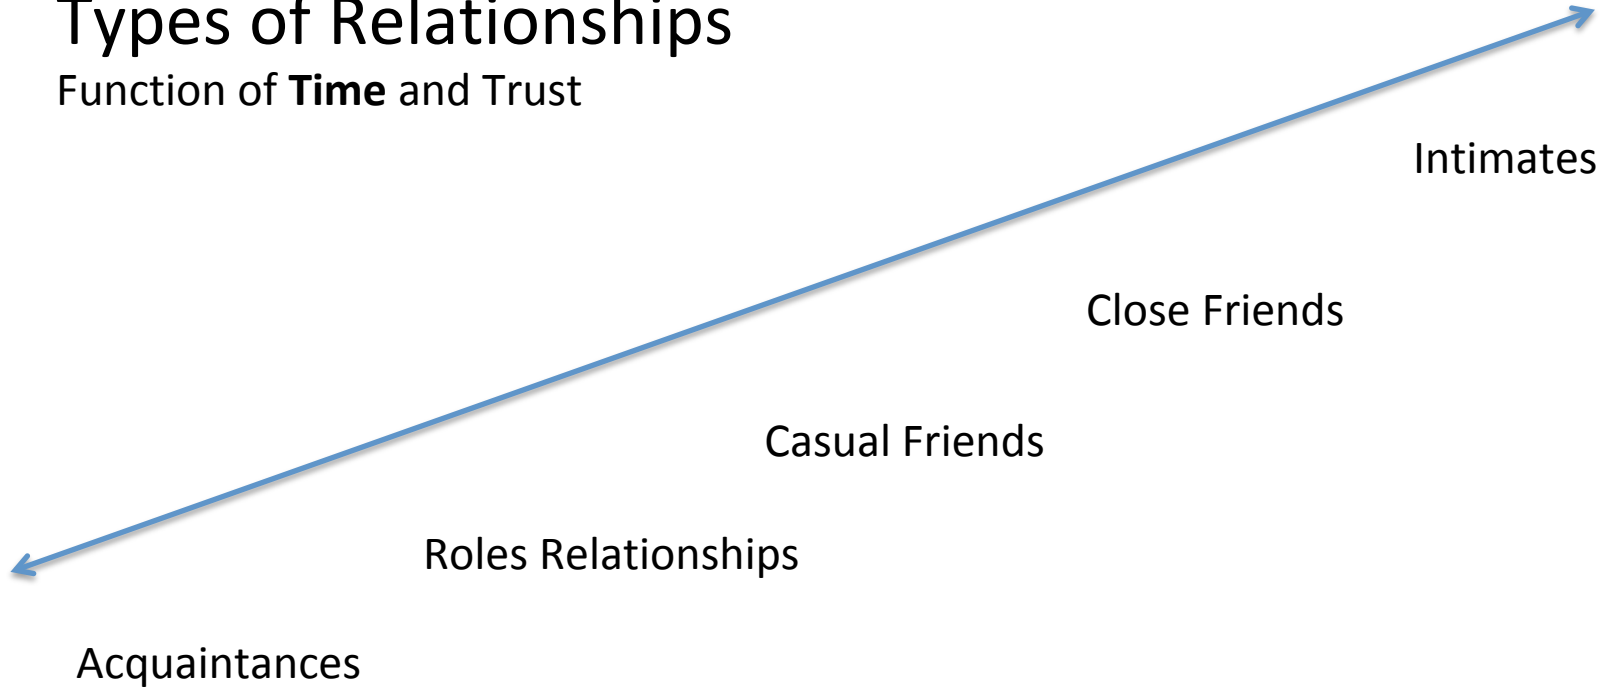 Types of Relationships
Function of Time and Trust
Intimates
Close Friends
Casual Friends
Roles Relationships
Acquaintances